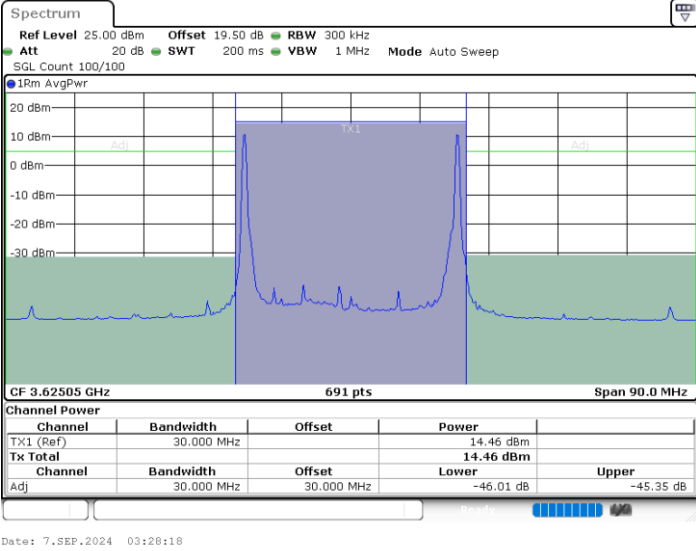 Spectrum
Ref Level 25.00 dBm Offset 19.50 dB RBW 300 kHz
Att 20 dB SWT 200 ms VBW 1 MHz Mode Auto Sweep
SGL Count 100/100
1Rm AvgPwr
20 dBm
TX1
10 dBm
Adj Adj
0 dBm
-10 dBm
-20 dBm
-30 dBm
CF 3.62505 GHz 691 pts Span 90.0 MHz
Channel Power
Channel Bandwidth Offset Power
TX1 (Ref) 30.000 MHz 14.46 dBm
Tx Total 14.46 dBm
Channel Bandwidth Offset Lower Upper
Adj 30.000 MHz 30.000 MHz -46.01 dB -45.35 dB
Ready
Date: 7.SEP.2024 03:28:18